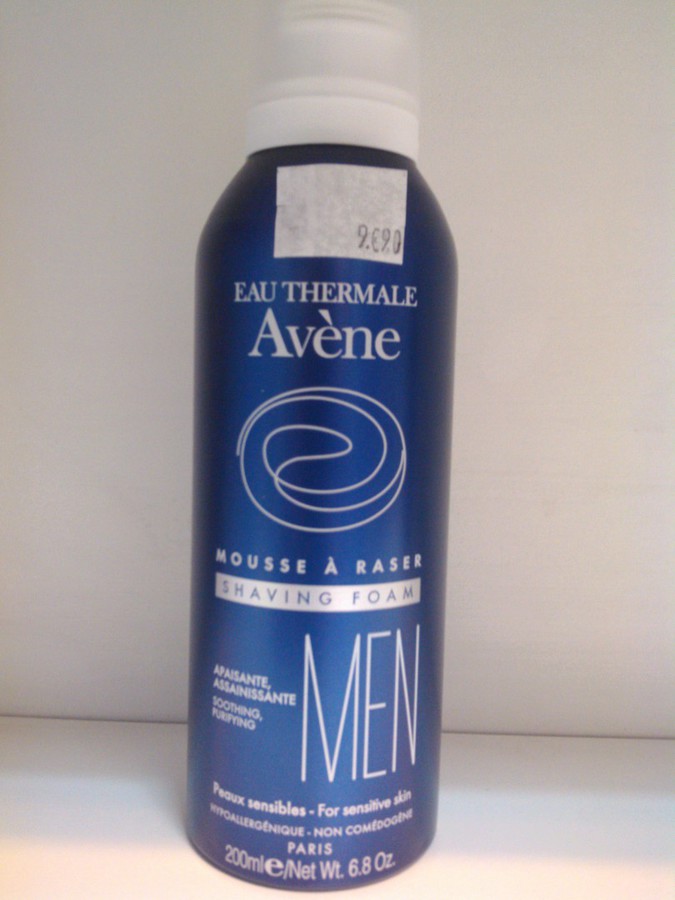 9.€90
EAU THERMALE
Avène
MOUSSE À RASER
SHAVING FOAM
MEN
APAISANTE,
ASSAINISSANTE
SOOTHING,
PURIFYING
Peaux sensibles - For sensitive skin
HYPOALLERGÉNIQUE - NON COMÉDOGÈNE
PARIS
200ml℮/Net Wt. 6.8 Oz.